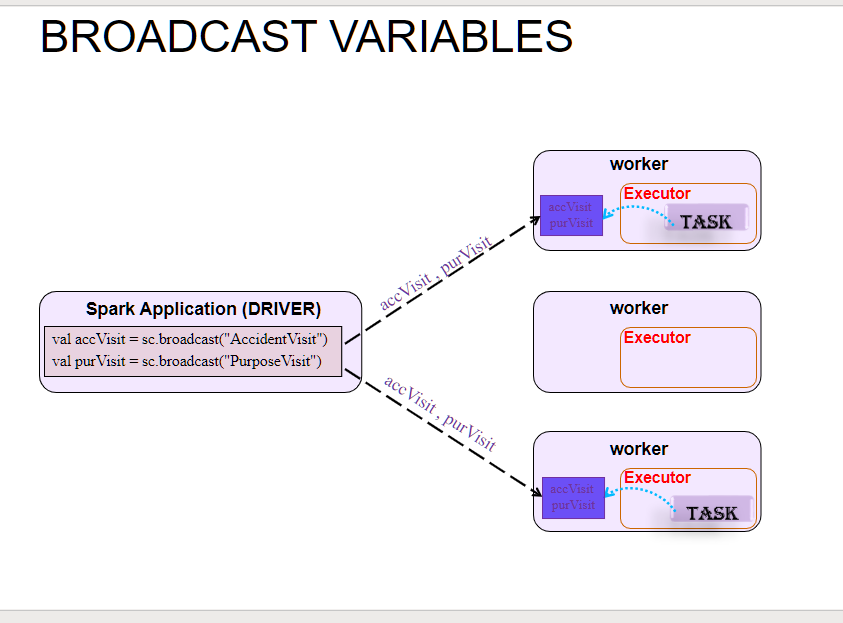 BROADCAST VARIABLES
worker
Executor
accVisit
purVisit
TASK
accVisit , purVisit
Spark Application (DRIVER)
val accVisit = sc.broadcast("AccidentVisit")
val purVisit = sc.broadcast("PurposeVisit")
worker
Executor
accVisit , purVisit
worker
Executor
accVisit
purVisit
TASK